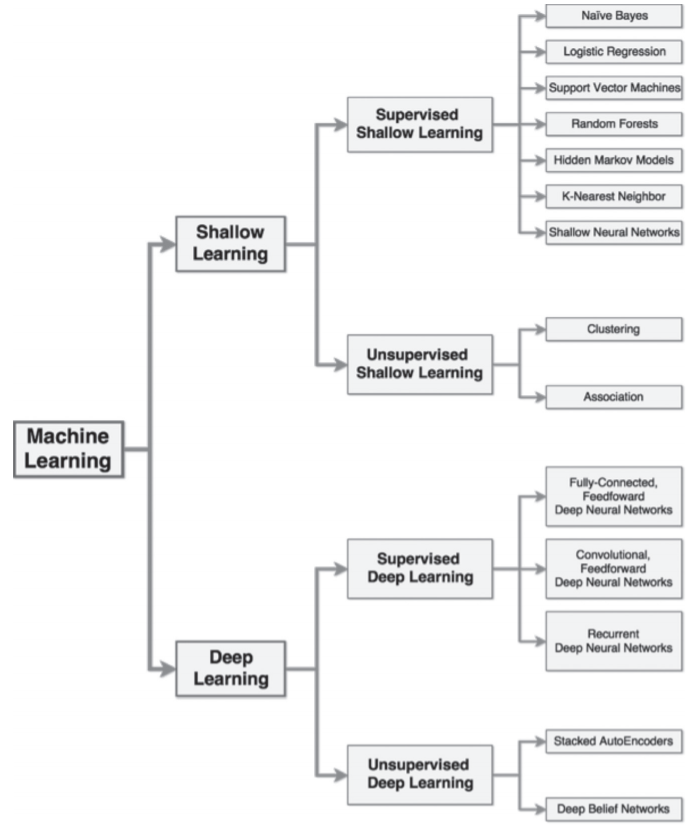 Naïve Bayes
Logistic Regression
Support Vector Machines
Random Forests
Hidden Markov Models
K-Nearest Neighbor
Shallow Neural Networks
Supervised
Shallow Learning
Shallow
Learning
Unsupervised
Shallow Learning
Clustering
Association
Machine
Learning
Fully-Connected,
Feedfoward
Deep Neural Networks
Supervised
Deep Learning
Convolutional,
Feedforward
Deep Neural Networks
Recurrent
Deep Neural Networks
Deep
Learning
Unsupervised
Deep Learning
Stacked AutoEncoders
Deep Belief Networks